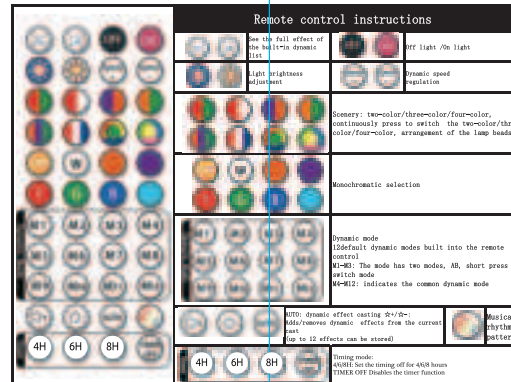 Remote control instructions
See the full effect of
the built-in dynamic
list
Off light /On light
Light brightness
adjustment
Dynamic speed
regulation
Scenery: two-color/three-color/four-color,
continuously press to switch the two-color/thr
color/four-color, arrangement of the lamp beads
W
W
Monochromatic selection
M1 M2 M3 M4
Dynamic mode
12default dynamic modes built into the remote
control
M1-M3: The mode has two modes, AB, short press
switch mode
M4-M12: indicates the common dynamic mode
AUTO: dynamic effect casting ☆+/☆-:
Adds/removes dynamic effects from the current
cast
(up to 12 effects can be stored)
Musica
rhythm
patter
4H 6H 8H
4H 6H 8H
Timing mode:
4/6/8H: Set the timing off for 4/6/8 hours
TIMER OFF Disables the timer function